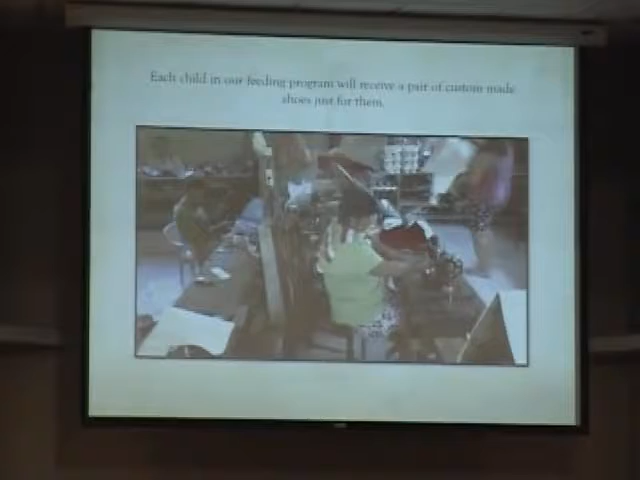 Each child in our feeding program will receive a pair of custom made
shoes just for them.